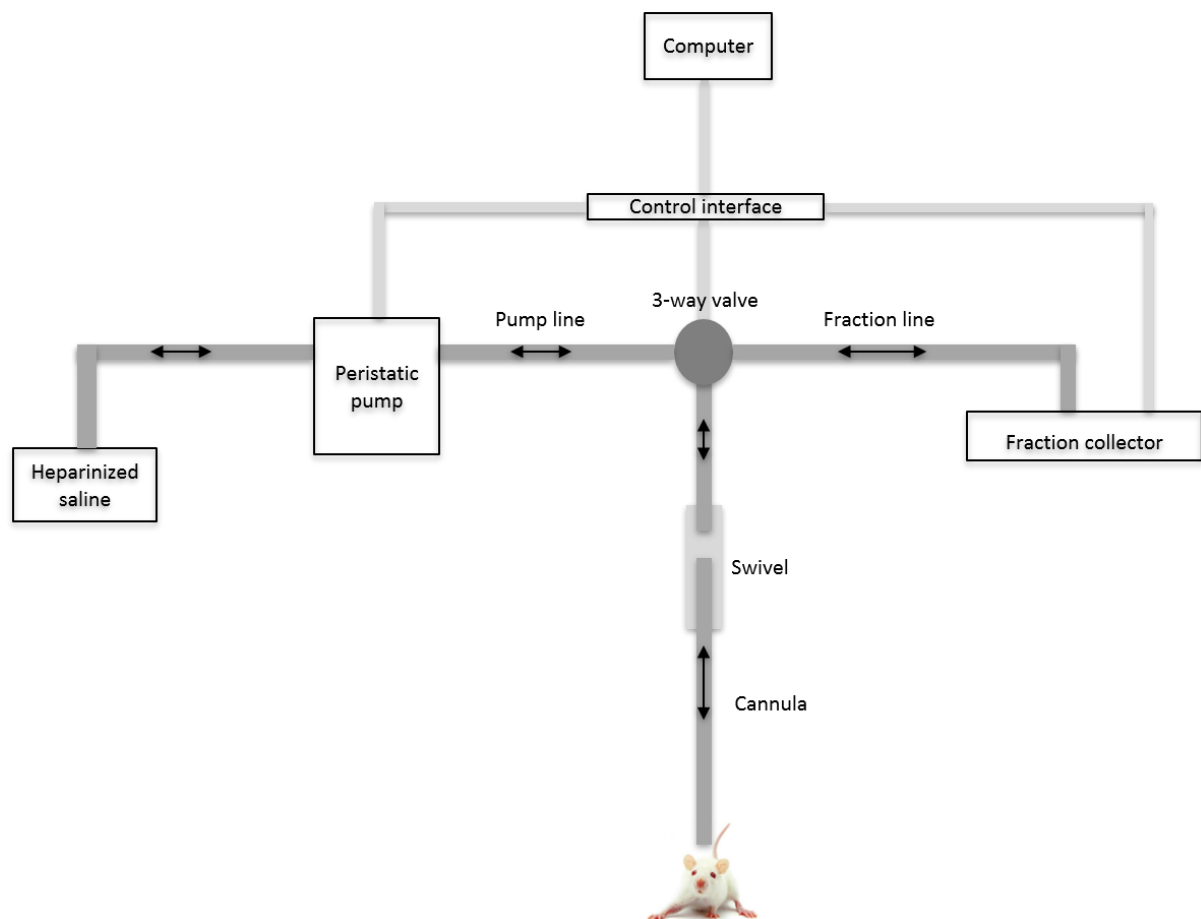 Computer
Control interface
3-way valve
Pump line
Fraction line
Peristatic
pump
Fraction collector
Heparinized
saline
Swivel
Cannula